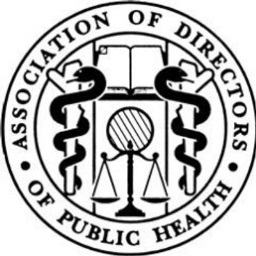 ASSOCIATION OF DIRECTORS
· OF PUBLIC HEALTH ·